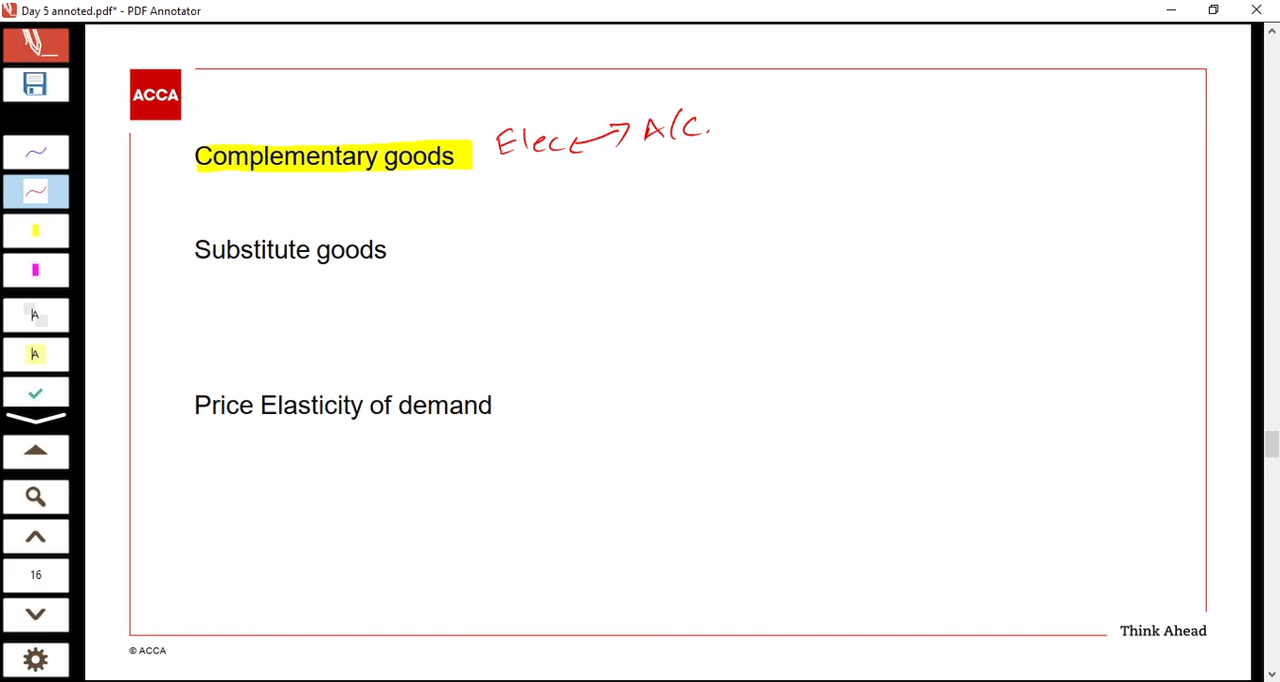 Day 5 annoted.pdf* - PDF Annotator
ACCA
Elec ↔ A/C.
Complementary goods
Substitute goods
Price Elasticity of demand
16
Think Ahead
© ACCA